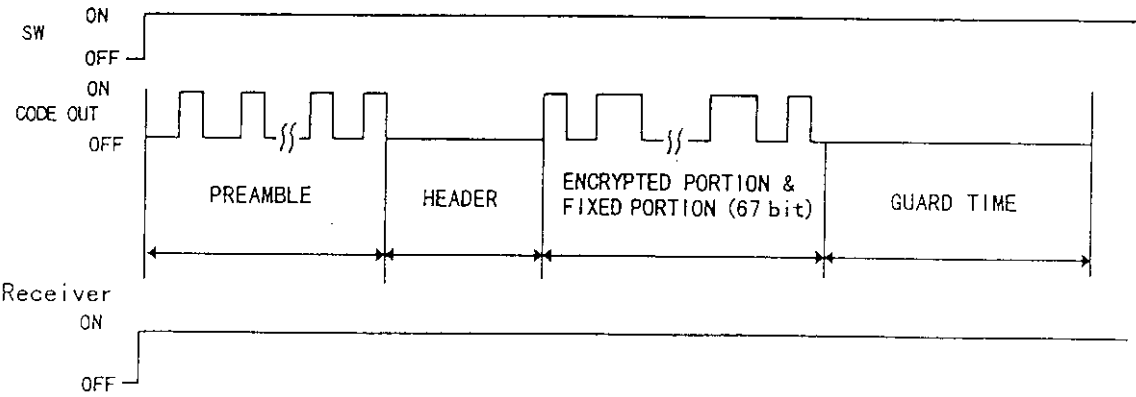 ON
SW
OFF
ON
CODE OUT
OFF
PREAMBLE
HEADER
ENCRYPTED PORTION &
FIXED PORTION (67 bit)
GUARD TIME
Receiver
ON
OFF